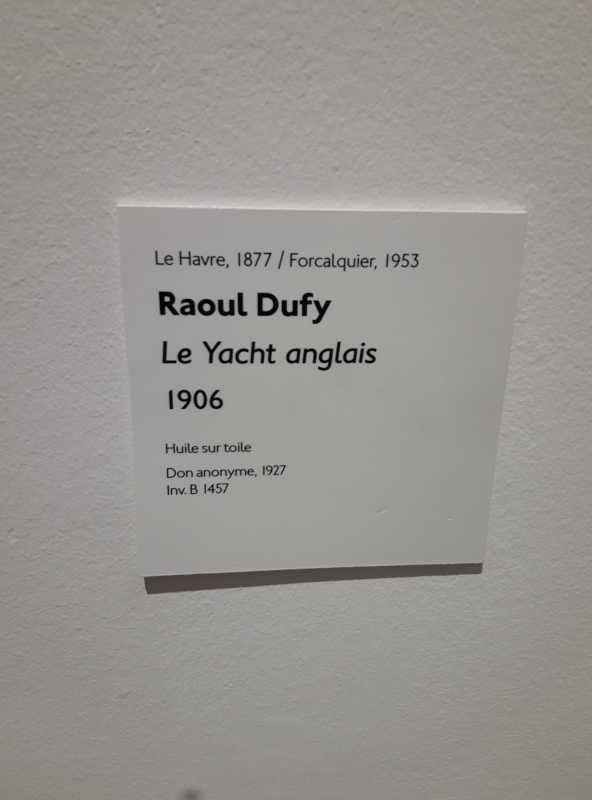 Le Havre, 1877 / Forcalquier, 1953
Raoul Dufy
Le Yacht anglais
1906
Huile sur toile
Don anonyme, 1927
Inv. B 1457